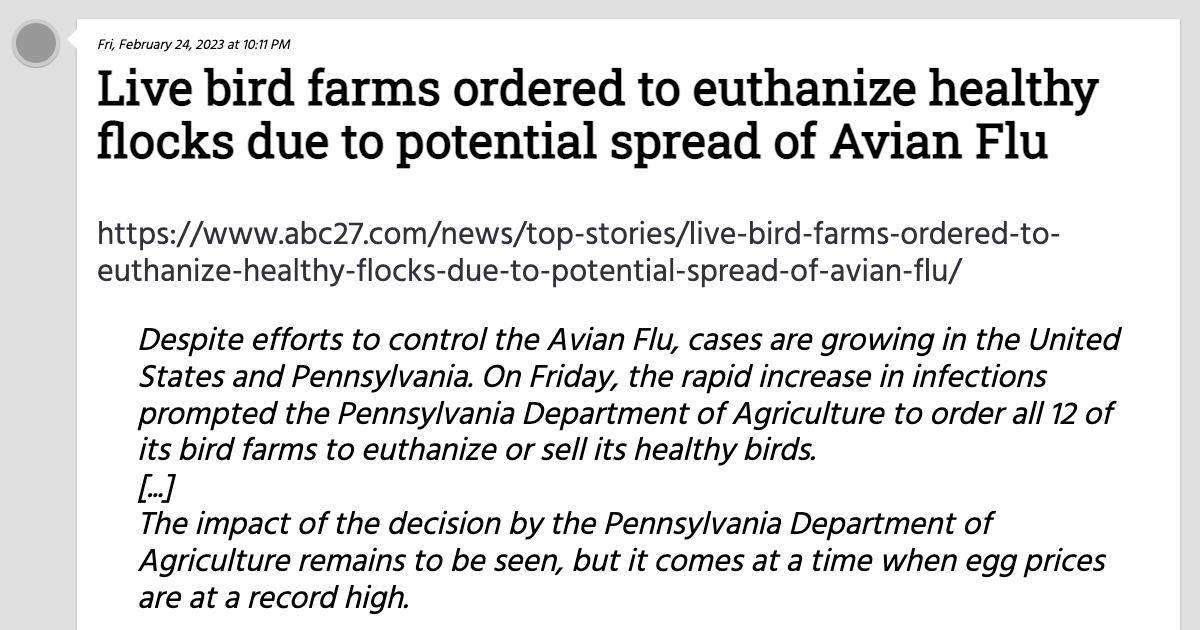 Fri, February 24, 2023 at 10:11 PM
Live bird farms ordered to euthanize healthy
flocks due to potential spread of Avian Flu
https://www.abc27.com/news/top-stories/live-bird-farms-ordered-to-
euthanize-healthy-flocks-due-to-potential-spread-of-avian-flu/
Despite efforts to control the Avian Flu, cases are growing in the United
States and Pennsylvania. On Friday, the rapid increase in infections
prompted the Pennsylvania Department of Agriculture to order all 12 of
its bird farms to euthanize or sell its healthy birds.
[...]
The impact of the decision by the Pennsylvania Department of
Agriculture remains to be seen, but it comes at a time when egg prices
are at a record high.